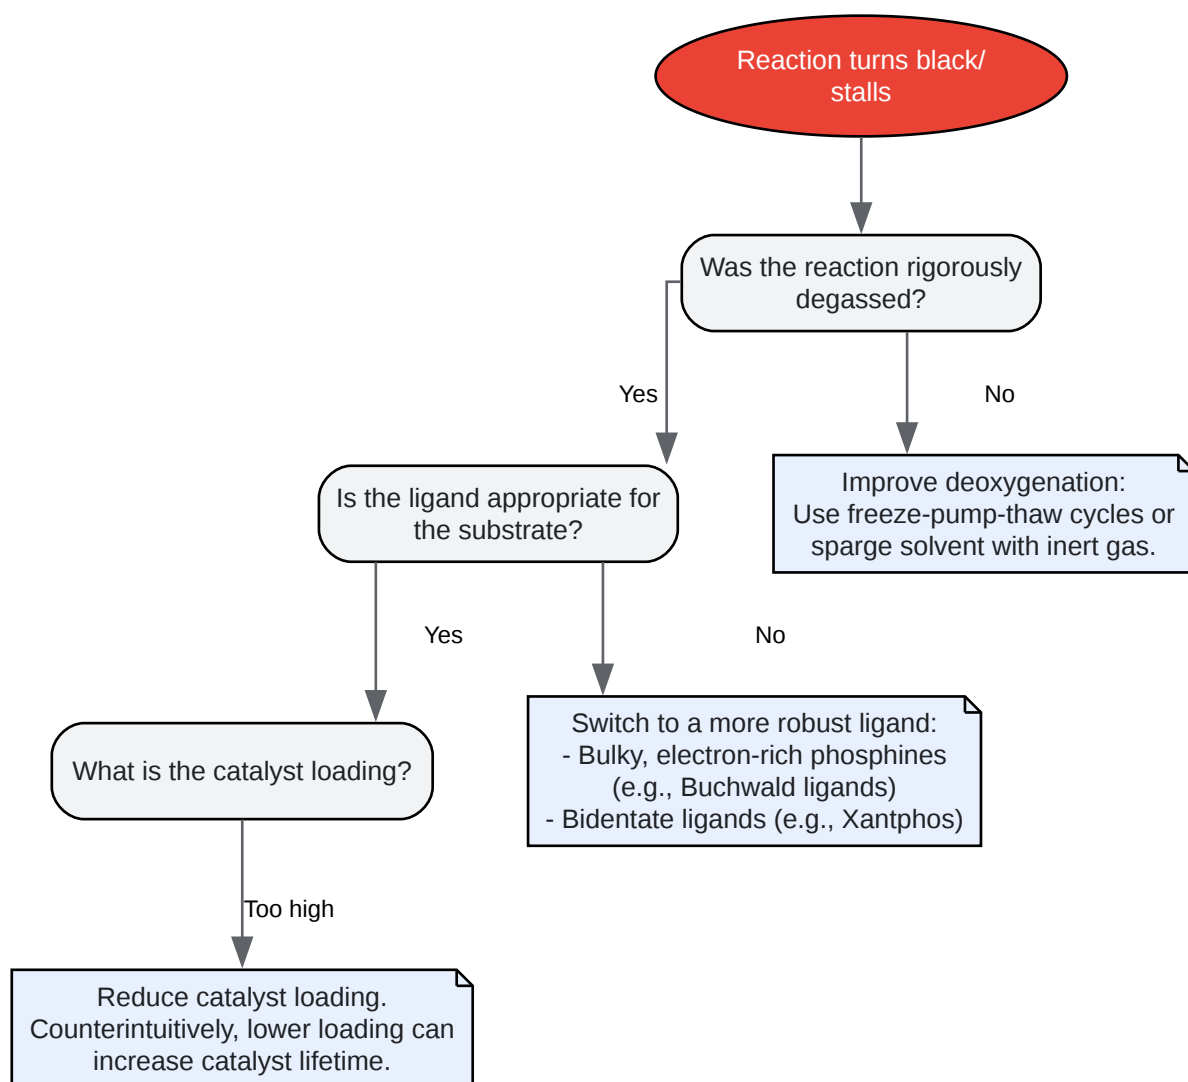 Reaction turns black/
stalls
Was the reaction rigorously
degassed?
Yes
No
Is the ligand appropriate for
the substrate?
Improve deoxygenation:
Use freeze-pump-thaw cycles or
sparge solvent with inert gas.
Yes
No
What is the catalyst loading?
Switch to a more robust ligand:
- Bulky, electron-rich phosphines
(e.g., Buchwald ligands)
- Bidentate ligands (e.g., Xantphos)
Too high
Reduce catalyst loading.
Counterintuitively, lower loading can
increase catalyst lifetime.